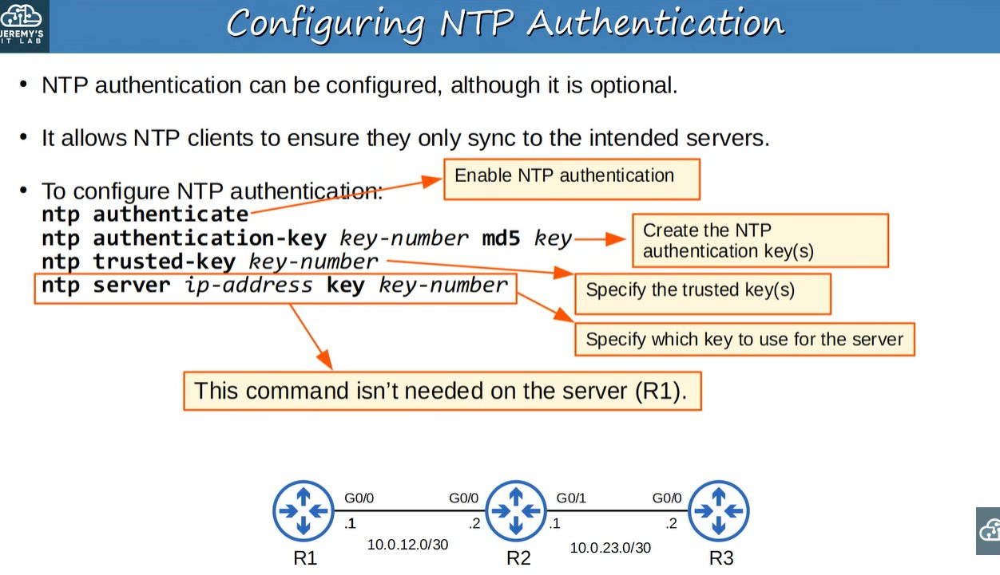 JEREMY'S
IT LAB
Configuring NTP Authentication
• NTP authentication can be configured, although it is optional.
• It allows NTP clients to ensure they only sync to the intended servers.
Enable NTP authentication
• To configure NTP authentication:
ntp authenticate
ntp authentication-key key-number md5 key
Create the NTP
authentication key(s)
ntp trusted-key key-number
ntp server ip-address key key-number
Specify the trusted key(s)
Specify which key to use for the server
This command isn't needed on the server (R1).
G0/0
G0/0
G0/1
G0/0
.1
.2
.1
.2
10.0.12.0/30
10.0.23.0/30
R1
R2
R3